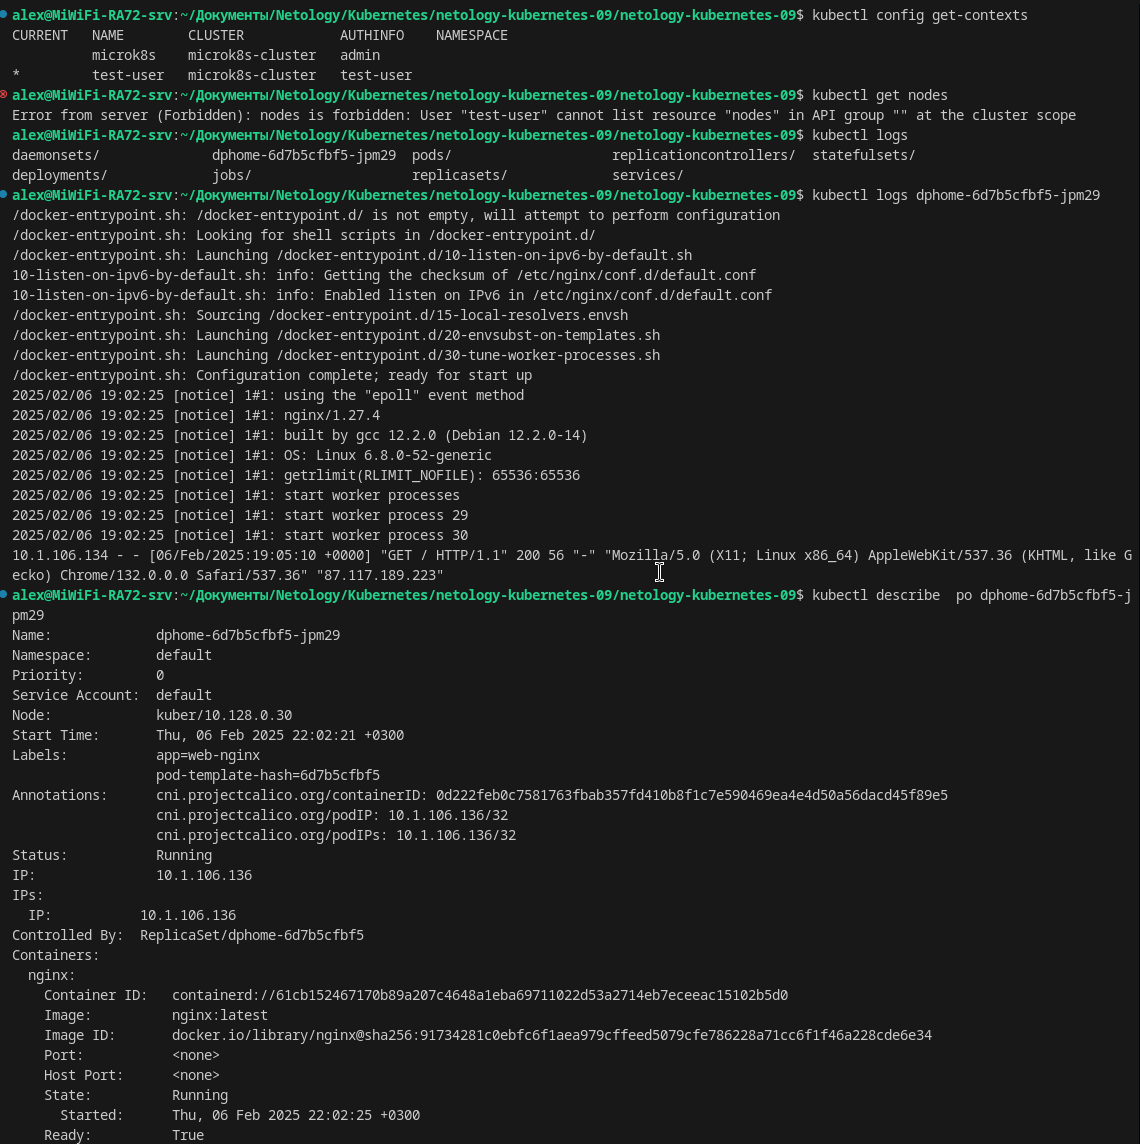 alex@MiWiFi-RA72-srv:~/Документы/Netology/Kubernetes/netology-kubernetes-09/netology-kubernetes-09$ kubectl config get-contexts
CURRENT   NAME        CLUSTER            AUTHINFO    NAMESPACE
          microk8s    microk8s-cluster   admin
*         test-user   microk8s-cluster   test-user
alex@MiWiFi-RA72-srv:~/Документы/Netology/Kubernetes/netology-kubernetes-09/netology-kubernetes-09$ kubectl get nodes
Error from server (Forbidden): nodes is forbidden: User "test-user" cannot list resource "nodes" in API group "" at the cluster scope
alex@MiWiFi-RA72-srv:~/Документы/Netology/Kubernetes/netology-kubernetes-09/netology-kubernetes-09$ kubectl logs
daemonsets/              dphome-6d7b5cfbf5-jpm29  pods/                    replicationcontrollers/  statefulsets/
deployments/             jobs/                    replicasets/             services/
alex@MiWiFi-RA72-srv:~/Документы/Netology/Kubernetes/netology-kubernetes-09/netology-kubernetes-09$ kubectl logs dphome-6d7b5cfbf5-jpm29
/docker-entrypoint.sh: /docker-entrypoint.d/ is not empty, will attempt to perform configuration
/docker-entrypoint.sh: Looking for shell scripts in /docker-entrypoint.d/
/docker-entrypoint.sh: Launching /docker-entrypoint.d/10-listen-on-ipv6-by-default.sh
10-listen-on-ipv6-by-default.sh: info: Getting the checksum of /etc/nginx/conf.d/default.conf
10-listen-on-ipv6-by-default.sh: info: Enabled listen on IPv6 in /etc/nginx/conf.d/default.conf
/docker-entrypoint.sh: Sourcing /docker-entrypoint.d/15-local-resolvers.envsh
/docker-entrypoint.sh: Launching /docker-entrypoint.d/20-envsubst-on-templates.sh
/docker-entrypoint.sh: Launching /docker-entrypoint.d/30-tune-worker-processes.sh
/docker-entrypoint.sh: Configuration complete; ready for start up
2025/02/06 19:02:25 [notice] 1#1: using the "epoll" event method
2025/02/06 19:02:25 [notice] 1#1: nginx/1.27.4
2025/02/06 19:02:25 [notice] 1#1: built by gcc 12.2.0 (Debian 12.2.0-14)
2025/02/06 19:02:25 [notice] 1#1: OS: Linux 6.8.0-52-generic
2025/02/06 19:02:25 [notice] 1#1: getrlimit(RLIMIT_NOFILE): 65536:65536
2025/02/06 19:02:25 [notice] 1#1: start worker processes
2025/02/06 19:02:25 [notice] 1#1: start worker process 29
2025/02/06 19:02:25 [notice] 1#1: start worker process 30
10.1.106.134 - - [06/Feb/2025:19:05:10 +0000] "GET / HTTP/1.1" 200 56 "-" "Mozilla/5.0 (X11; Linux x86_64) AppleWebKit/537.36 (KHTML, like G
ecko) Chrome/132.0.0.0 Safari/537.36" "87.117.189.223"
alex@MiWiFi-RA72-srv:~/Документы/Netology/Kubernetes/netology-kubernetes-09/netology-kubernetes-09$ kubectl describe  po dphome-6d7b5cfbf5-j
pm29
Name:             dphome-6d7b5cfbf5-jpm29
Namespace:        default
Priority:         0
Service Account:  default
Node:             kuber/10.128.0.30
Start Time:       Thu, 06 Feb 2025 22:02:21 +0300
Labels:           app=web-nginx
                  pod-template-hash=6d7b5cfbf5
Annotations:      cni.projectcalico.org/containerID: 0d222feb0c7581763fbab357fd410b8f1c7e590469ea4e4d50a56dacd45f89e5
                  cni.projectcalico.org/podIP: 10.1.106.136/32
                  cni.projectcalico.org/podIPs: 10.1.106.136/32
Status:           Running
IP:               10.1.106.136
IPs:
  IP:           10.1.106.136
Controlled By:  ReplicaSet/dphome-6d7b5cfbf5
Containers:
  nginx:
    Container ID:   containerd://61cb152467170b89a207c4648a1eba69711022d53a2714eb7eceeac15102b5d0
    Image:          nginx:latest
    Image ID:       docker.io/library/nginx@sha256:91734281c0ebfc6f1aea979cffeed5079cfe786228a71cc6f1f46a228cde6e34
    Port:           <none>
    Host Port:      <none>
    State:          Running
      Started:      Thu, 06 Feb 2025 22:02:25 +0300
    Ready:          True